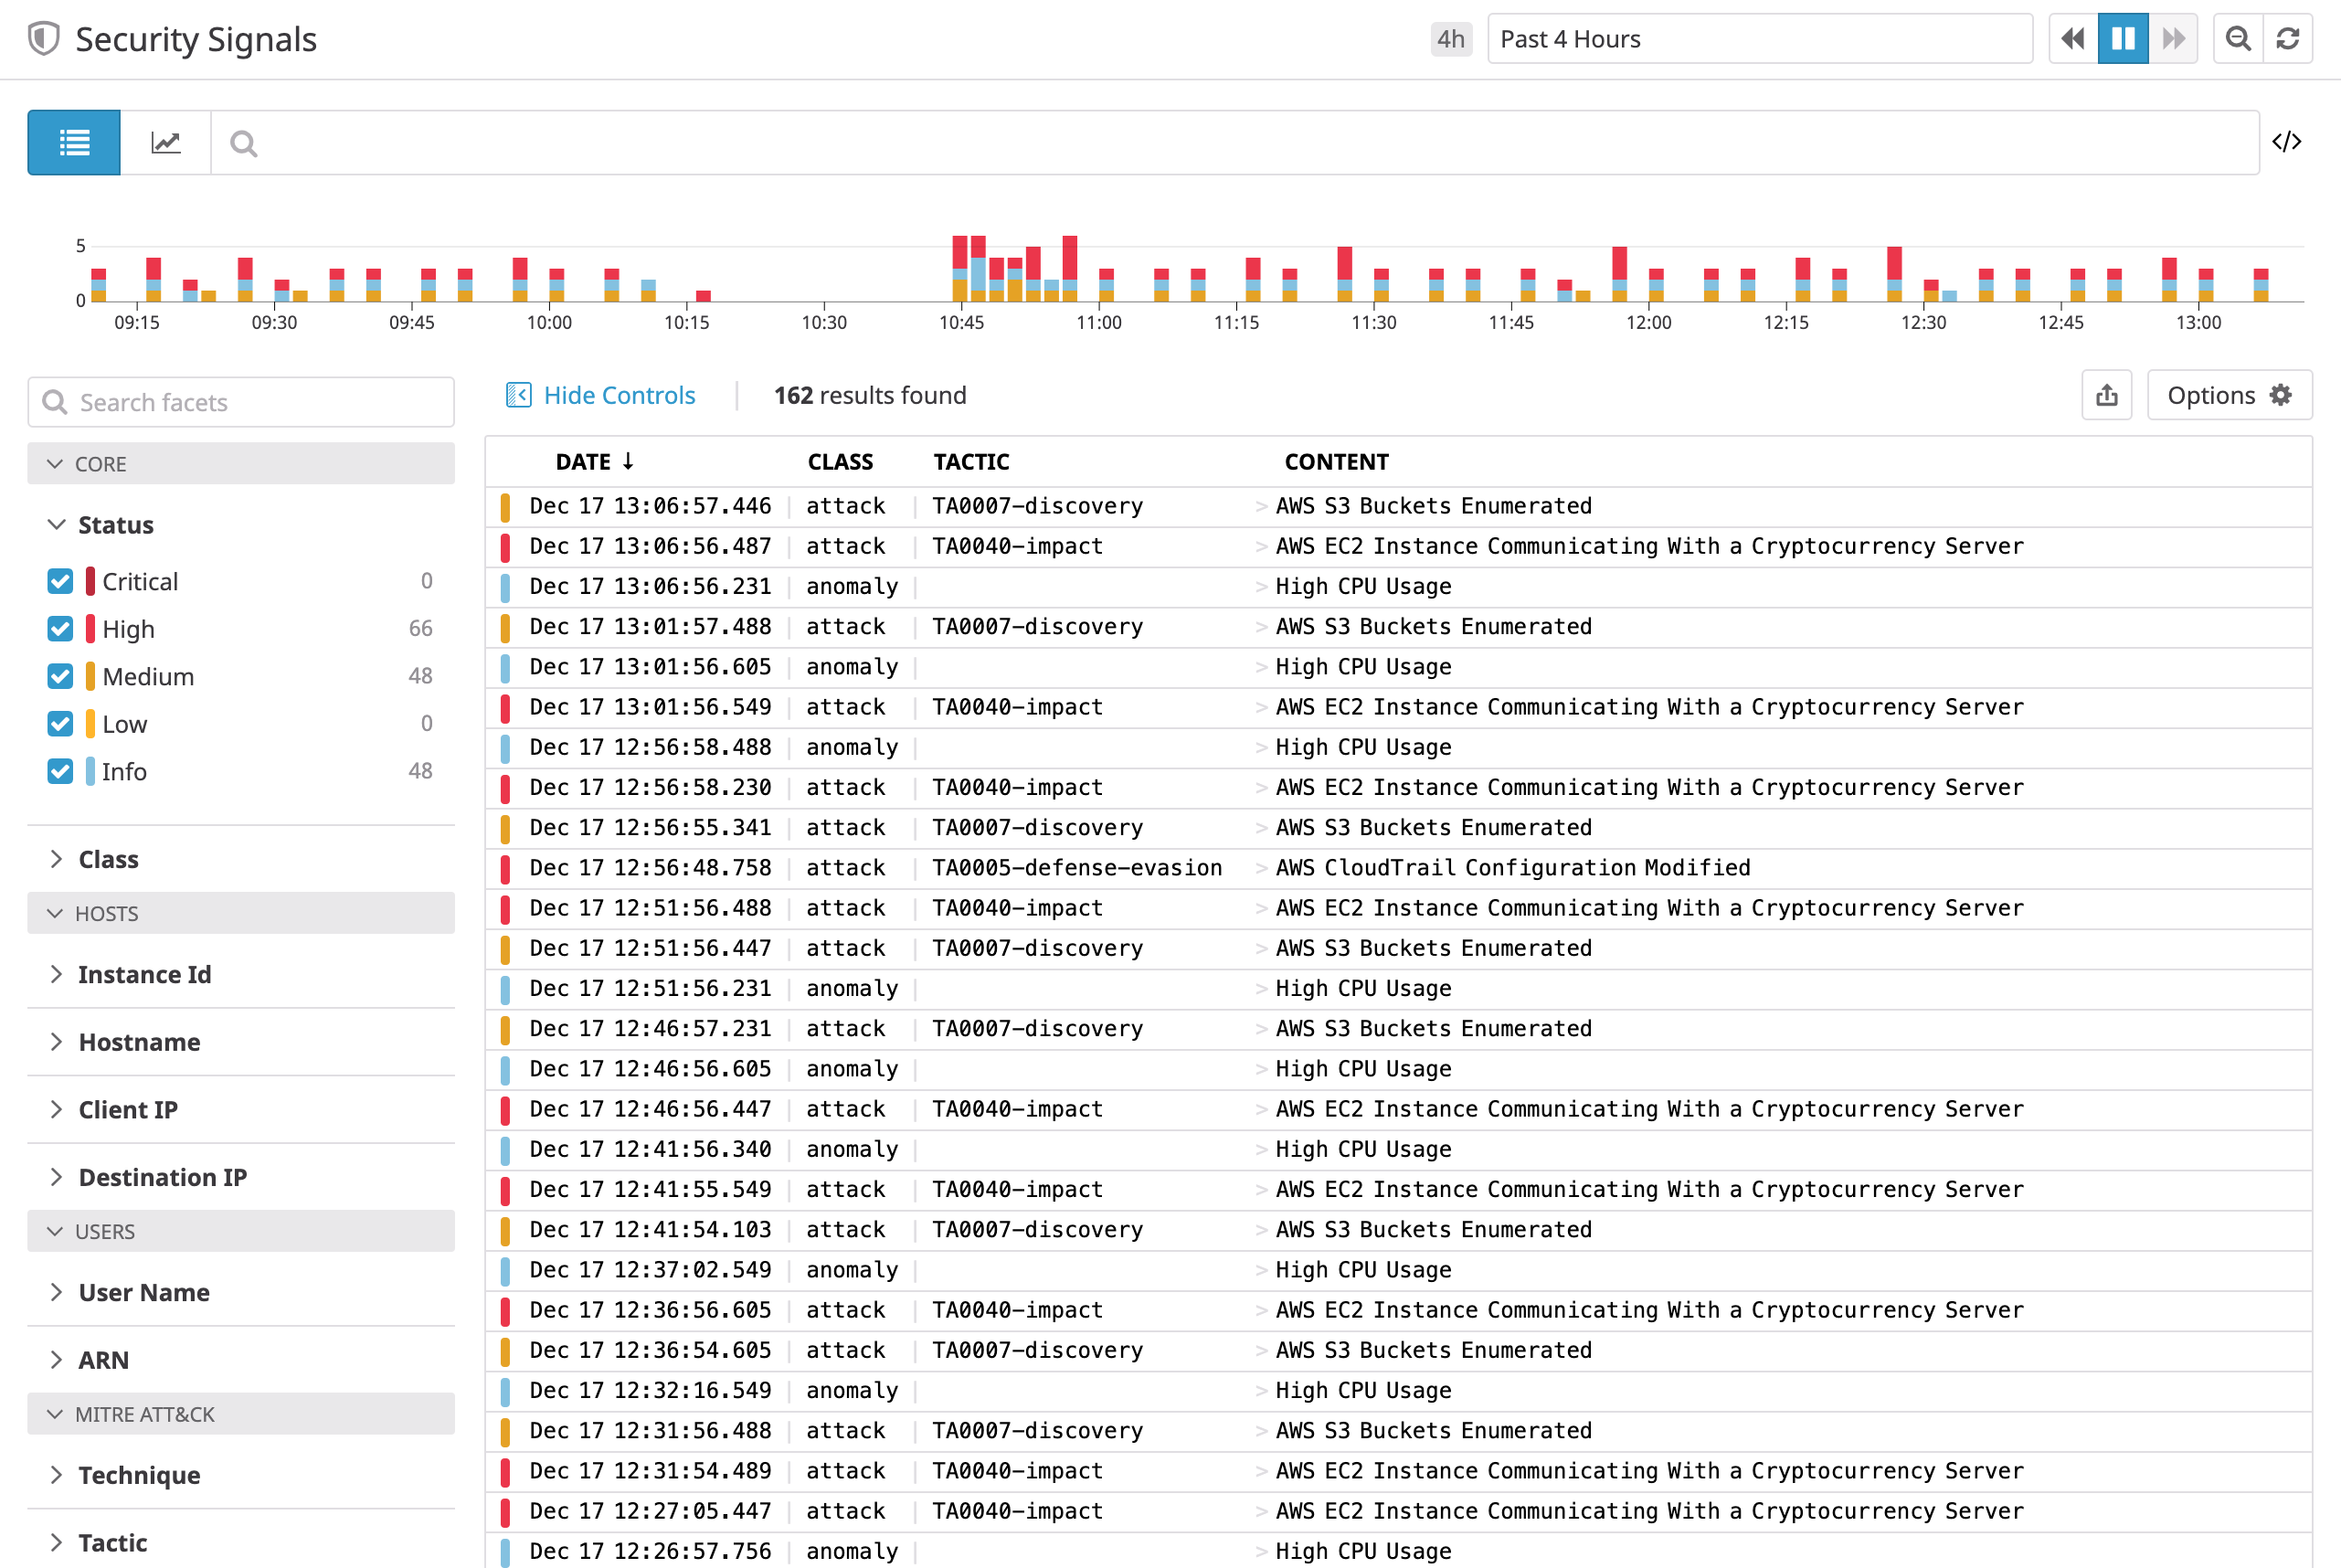 Security Signals
4h Past 4 Hours
</>
5
0
09:15 09:30 09:45 10:00 10:15 10:30 10:45 11:00 11:15 11:30 11:45 12:00 12:15 12:30 12:45 13:00
Search facets
Hide Controls 162 results found Options
CORE
Status
Critical 0
High 66
Medium 48
Low 0
Info 48
Class
HOSTS
Instance Id
Hostname
Client IP
Destination IP
USERS
User Name
ARN
MITRE ATT&CK
Technique
Tactic
DATE ↓ CLASS TACTIC CONTENT
Dec 17 13:06:57.446 attack TA0007-discovery > AWS S3 Buckets Enumerated
Dec 17 13:06:56.487 attack TA0040-impact > AWS EC2 Instance Communicating With a Cryptocurrency Server
Dec 17 13:06:56.231 anomaly > High CPU Usage
Dec 17 13:01:57.488 attack TA0007-discovery > AWS S3 Buckets Enumerated
Dec 17 13:01:56.605 anomaly > High CPU Usage
Dec 17 13:01:56.549 attack TA0040-impact > AWS EC2 Instance Communicating With a Cryptocurrency Server
Dec 17 12:56:58.488 anomaly > High CPU Usage
Dec 17 12:56:58.230 attack TA0040-impact > AWS EC2 Instance Communicating With a Cryptocurrency Server
Dec 17 12:56:55.341 attack TA0007-discovery > AWS S3 Buckets Enumerated
Dec 17 12:56:48.758 attack TA0005-defense-evasion > AWS CloudTrail Configuration Modified
Dec 17 12:51:56.488 attack TA0040-impact > AWS EC2 Instance Communicating With a Cryptocurrency Server
Dec 17 12:51:56.447 attack TA0007-discovery > AWS S3 Buckets Enumerated
Dec 17 12:51:56.231 anomaly > High CPU Usage
Dec 17 12:46:57.231 attack TA0007-discovery > AWS S3 Buckets Enumerated
Dec 17 12:46:56.605 anomaly > High CPU Usage
Dec 17 12:46:56.447 attack TA0040-impact > AWS EC2 Instance Communicating With a Cryptocurrency Server
Dec 17 12:41:56.340 anomaly > High CPU Usage
Dec 17 12:41:55.549 attack TA0040-impact > AWS EC2 Instance Communicating With a Cryptocurrency Server
Dec 17 12:41:54.103 attack TA0007-discovery > AWS S3 Buckets Enumerated
Dec 17 12:37:02.549 anomaly > High CPU Usage
Dec 17 12:36:56.605 attack TA0040-impact > AWS EC2 Instance Communicating With a Cryptocurrency Server
Dec 17 12:36:54.605 attack TA0007-discovery > AWS S3 Buckets Enumerated
Dec 17 12:32:16.549 anomaly > High CPU Usage
Dec 17 12:31:56.488 attack TA0007-discovery > AWS S3 Buckets Enumerated
Dec 17 12:31:54.489 attack TA0040-impact > AWS EC2 Instance Communicating With a Cryptocurrency Server
Dec 17 12:27:05.447 attack TA0040-impact > AWS EC2 Instance Communicating With a Cryptocurrency Server
Dec 17 12:26:57.756 anomaly > High CPU Usage